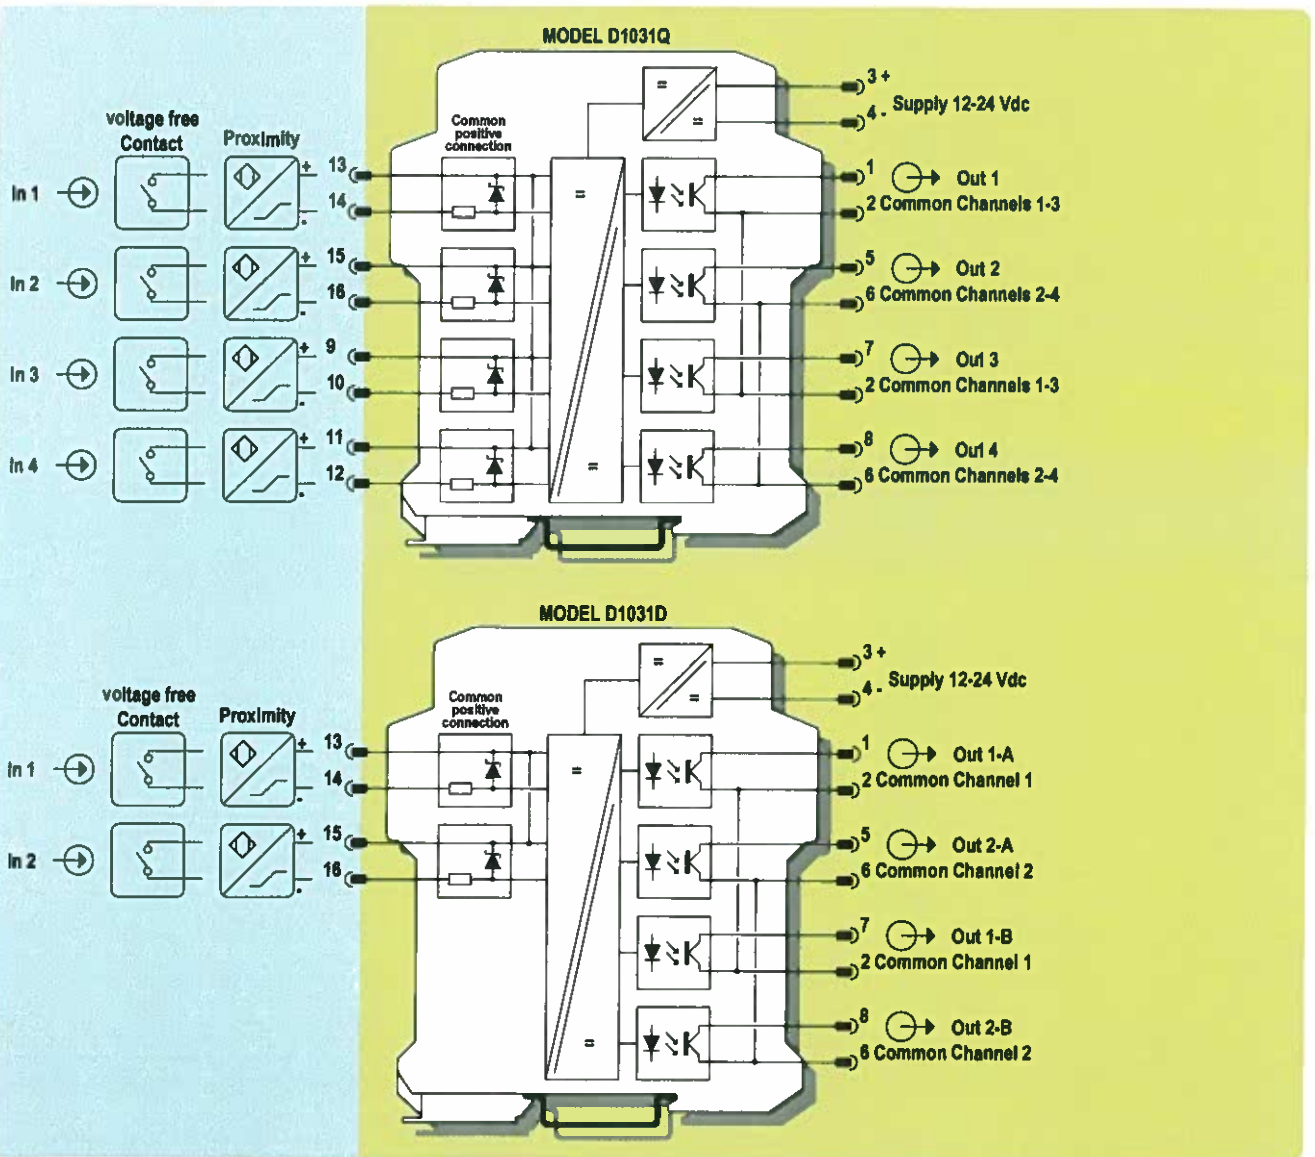 MODEL D1031Q
3 +
4 - Supply 12-24 Vdc
voltage free
Contact
Proximity
Common
positive
connection
In 1
+ 13
- 14
1 Out 1
2 Common Channels 1-3
In 2
+ 15
- 16
5 Out 2
6 Common Channels 2-4
In 3
+ 9
- 10
7 Out 3
2 Common Channels 1-3
In 4
+ 11
- 12
8 Out 4
6 Common Channels 2-4
MODEL D1031D
3 +
4 - Supply 12-24 Vdc
voltage free
Contact
Proximity
Common
positive
connection
In 1
+ 13
- 14
1 Out 1-A
2 Common Channel 1
In 2
+ 15
- 16
5 Out 2-A
6 Common Channel 2
7 Out 1-B
2 Common Channel 1
8 Out 2-B
6 Common Channel 2